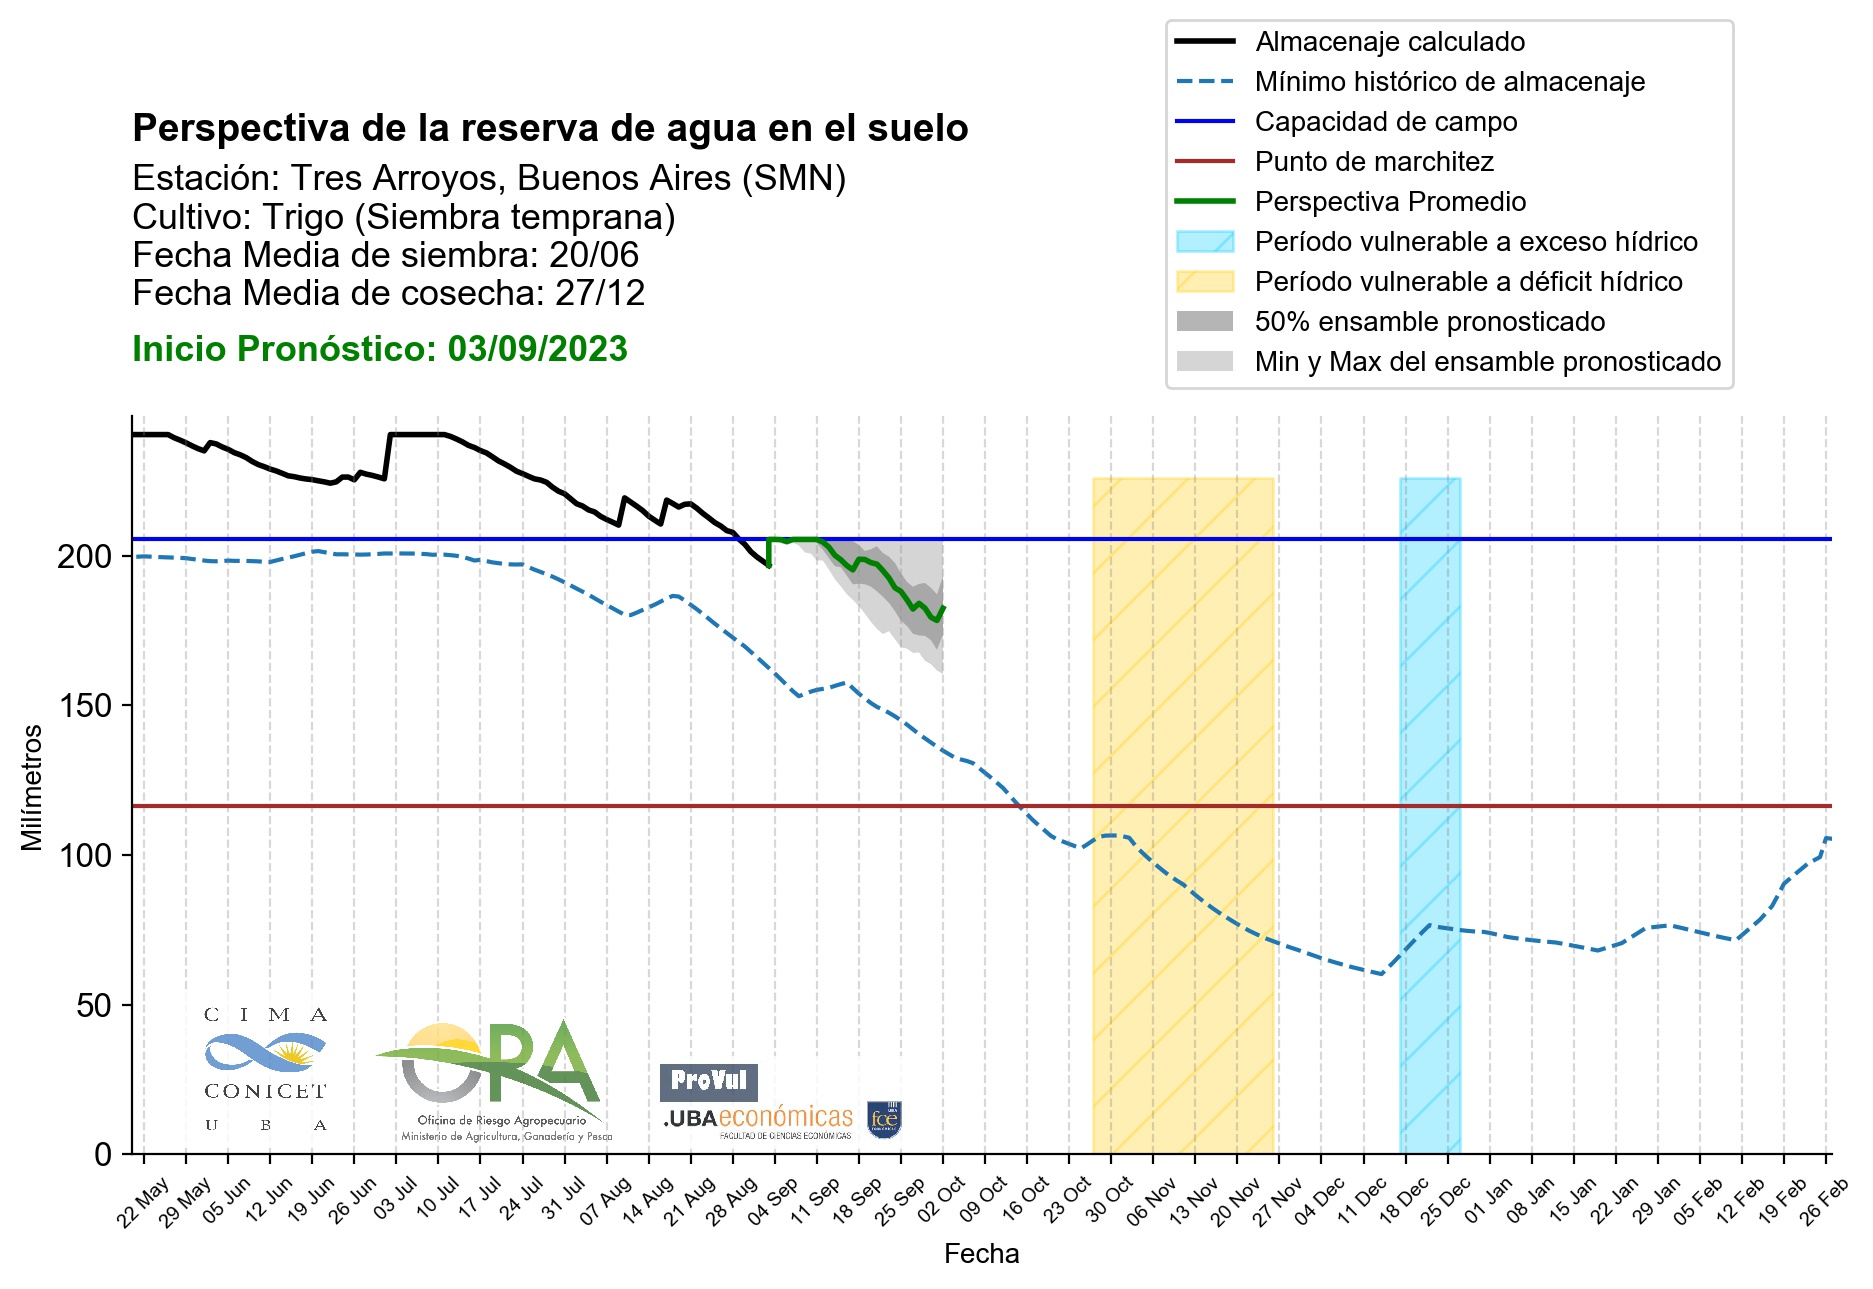 Almacenaje calculado
Mínimo histórico de almacenaje
Capacidad de campo
Punto de marchitez
Perspectiva Promedio
Período vulnerable a exceso hídrico
Período vulnerable a déficit hídrico
50% ensamble pronosticado
Min y Max del ensamble pronosticado
Perspectiva de la reserva de agua en el suelo
Estación: Tres Arroyos, Buenos Aires (SMN)
Cultivo: Trigo (Siembra temprana)
Fecha Media de siembra: 20/06
Fecha Media de cosecha: 27/12
Inicio Pronóstico: 03/09/2023
Milímetros
200
150
100
50
0
C I M A
CONICET
U B A
ORA
Oficina de Riesgo Agropecuario
Ministerio de Agricultura, Ganadería y Pesca
ProVul
.UBAeconómicas
FACULTAD DE CIENCIAS ECONÓMICAS
fce
22 May
29 May
05 Jun
12 Jun
19 Jun
26 Jun
03 Jul
10 Jul
17 Jul
24 Jul
31 Jul
07 Aug
14 Aug
21 Aug
28 Aug
04 Sep
11 Sep
18 Sep
25 Sep
02 Oct
09 Oct
16 Oct
23 Oct
30 Oct
06 Nov
13 Nov
20 Nov
27 Nov
04 Dec
11 Dec
18 Dec
25 Dec
01 Jan
08 Jan
15 Jan
22 Jan
29 Jan
05 Feb
12 Feb
19 Feb
26 Feb
Fecha